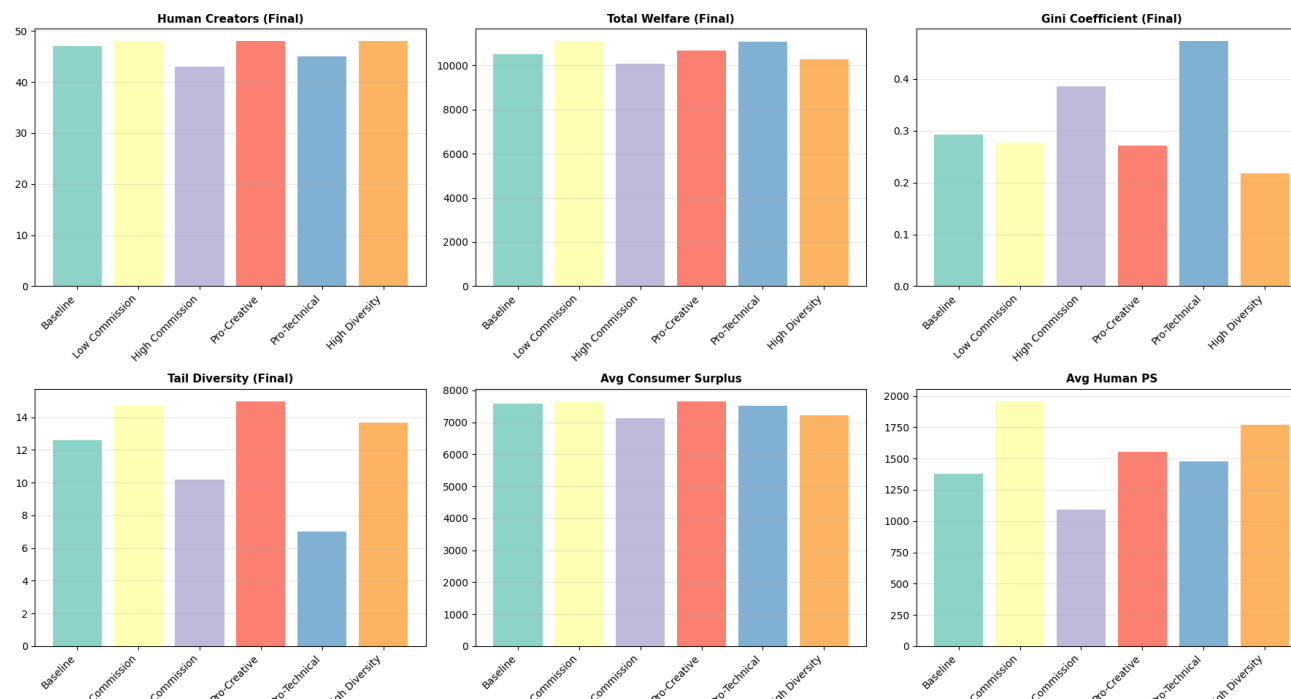 Human Creators (Final)
50
40
30
20
10
0
Baseline
Low Commission
High Commission
Pro-Creative
Pro-Technical
High Diversity
Total Welfare (Final)
10000
8000
6000
4000
2000
0
Baseline
Low Commission
High Commission
Pro-Creative
Pro-Technical
High Diversity
Gini Coefficient (Final)
0.4
0.3
0.2
0.1
0.0
Baseline
Low Commission
High Commission
Pro-Creative
Pro-Technical
High Diversity
Tail Diversity (Final)
14
12
10
8
6
4
2
0
Baseline
Commission
Commission
Pro-Creative
Pro-Technical
High Diversity
Avg Consumer Surplus
8000
7000
6000
5000
4000
3000
2000
1000
0
Baseline
Commission
Commission
Pro-Creative
Pro-Technical
High Diversity
Avg Human PS
2000
1750
1500
1250
1000
750
500
250
0
Baseline
Commission
Commission
Pro-Creative
Pro-Technical
High Diversity